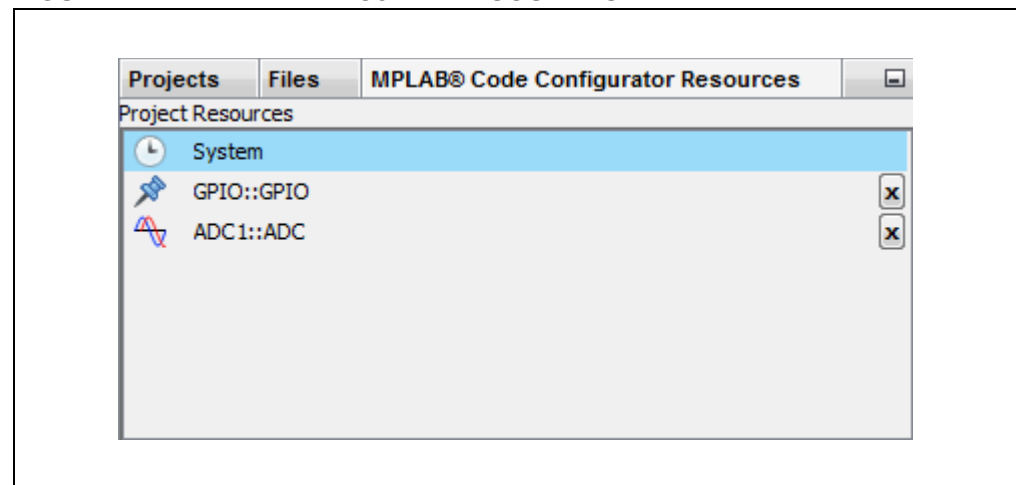 Projects Files MPLAB® Code Configurator Resources
Project Resources
System
GPIO::GPIO x
ADC1::ADC x